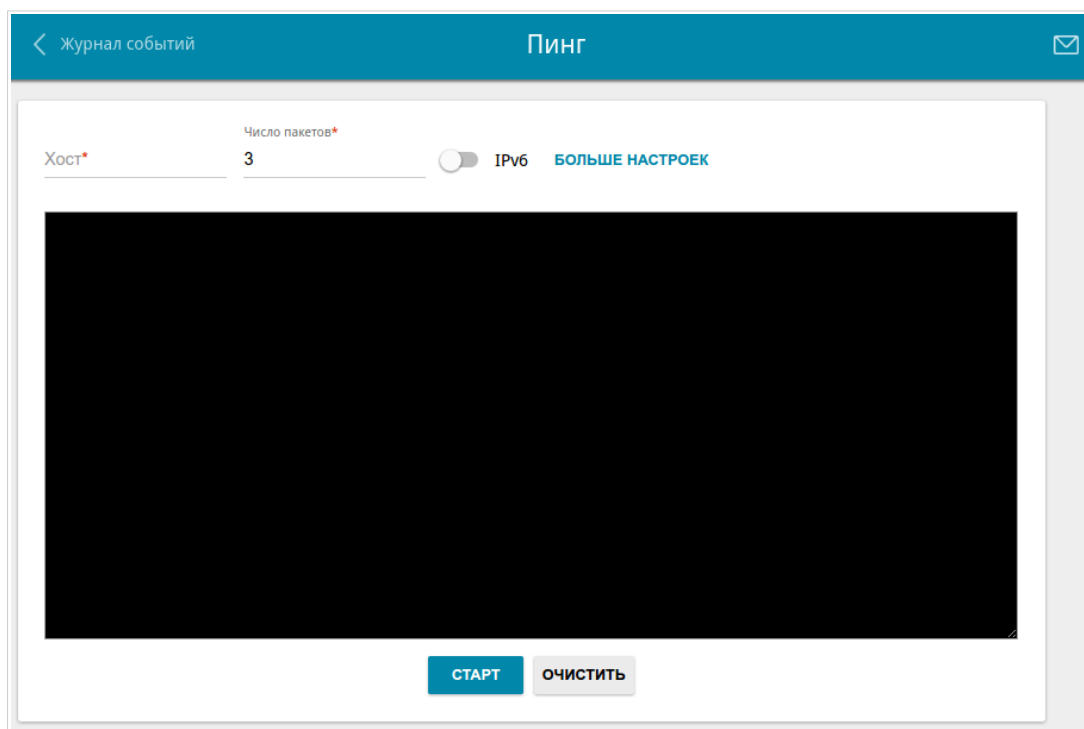 Журнал событий
Пинг
Число пакетов*
Хост*
3
IPv6
БОЛЬШЕ НАСТРОЕК
СТАРТ
ОЧИСТИТЬ